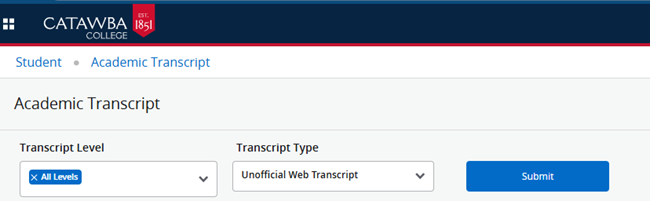 CATAWBA
COLLEGE
EST.
1851
Student • Academic Transcript
Academic Transcript
Transcript Level
Transcript Type
× All Levels
Unofficial Web Transcript
Submit